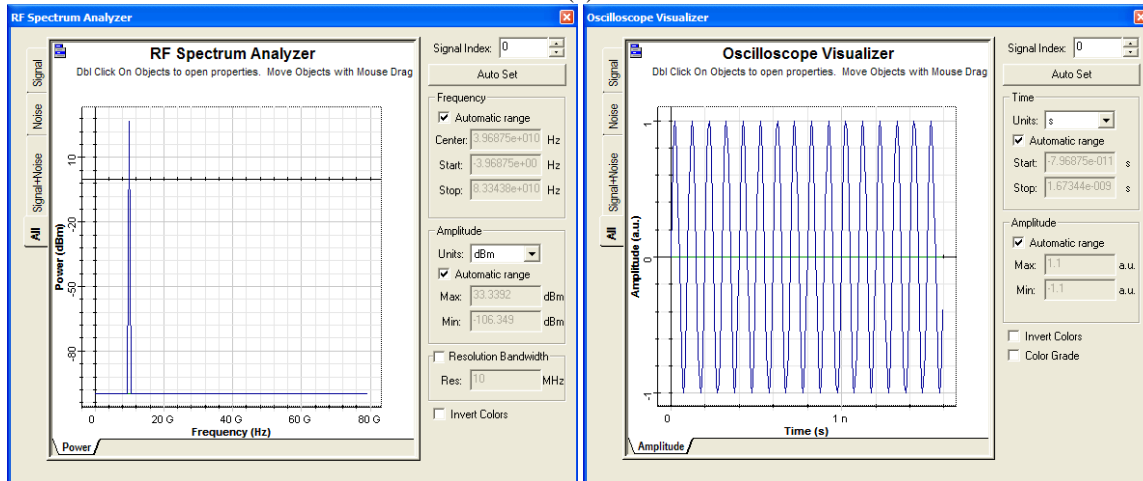 RF Spectrum Analyzer
RF Spectrum Analyzer
Dbl Click On Objects to open properties. Move Objects with Mouse Drag
Signal
Noise
Signal+Noise
All
Power (dBm)
10
-20
-50
-80
0
20 G
40 G
60 G
80 G
Frequency (Hz)
Power
Signal Index: 0
Auto Set
Frequency
Automatic range
Center: 3.96875e+010 Hz
Start: -3.96875e+00 Hz
Stop: 8.33438e+010 Hz
Amplitude
Units: dBm
Automatic range
Max: 33.3392 dBm
Min: -106.349 dBm
Resolution Bandwidth
Res: 10 MHz
Invert Colors
Oscilloscope Visualizer
Oscilloscope Visualizer
Dbl Click On Objects to open properties. Move Objects with Mouse Drag
Signal
Noise
Signal+Noise
All
Amplitude (a.u.)
1
0
-1
0
1 n
Time (s)
Amplitude
Signal Index: 0
Auto Set
Time
Units: s
Automatic range
Start: -7.96875e-011 s
Stop: 1.67344e-009 s
Amplitude
Automatic range
Max: 1.1 a.u.
Min: -1.1 a.u.
Invert Colors
Color Grade